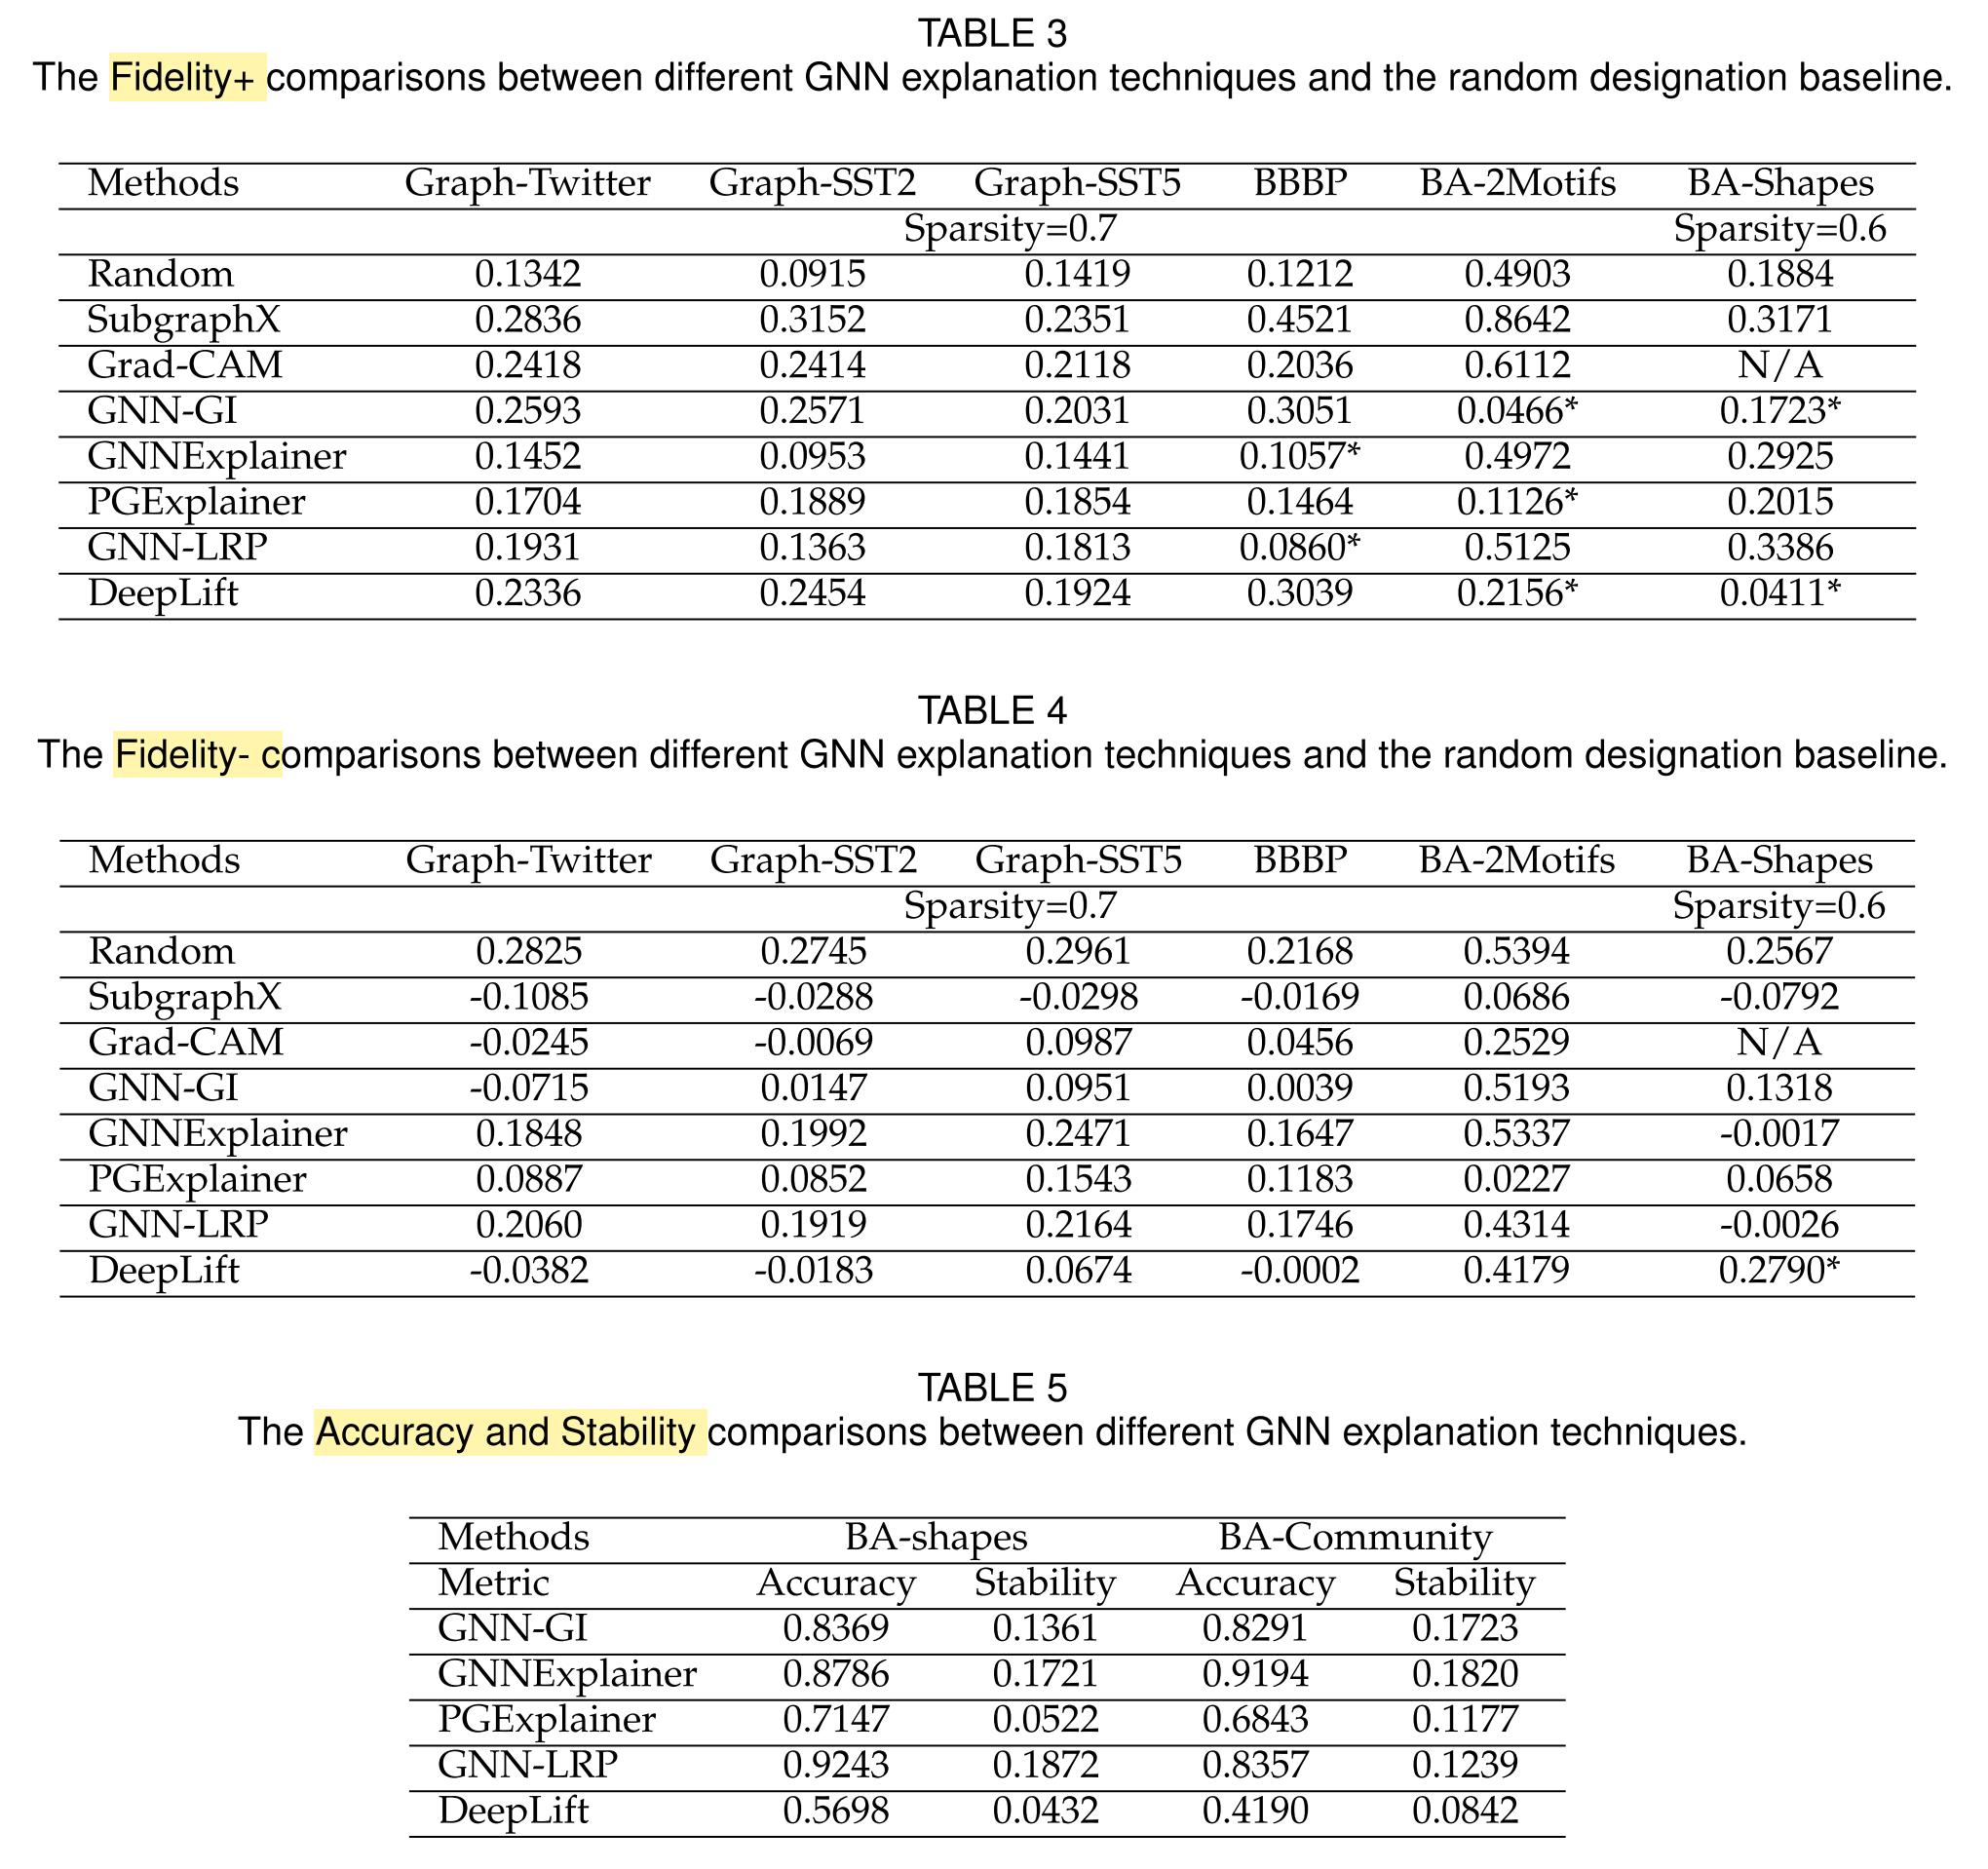 TABLE 3
The Fidelity+ comparisons between different GNN explanation techniques and the random designation baseline.
Methods Graph-Twitter Graph-SST2 Graph-SST5 BBBP BA-2Motifs BA-Shapes
Sparsity=0.7 Sparsity=0.6
Random 0.1342 0.0915 0.1419 0.1212 0.4903 0.1884
SubgraphX 0.2836 0.3152 0.2351 0.4521 0.8642 0.3171
Grad-CAM 0.2418 0.2414 0.2118 0.2036 0.6112 N/A
GNN-GI 0.2593 0.2571 0.2031 0.3051 0.0466* 0.1723*
GNNExplainer 0.1452 0.0953 0.1441 0.1057* 0.4972 0.2925
PGExplainer 0.1704 0.1889 0.1854 0.1464 0.1126* 0.2015
GNN-LRP 0.1931 0.1363 0.1813 0.0860* 0.5125 0.3386
DeepLift 0.2336 0.2454 0.1924 0.3039 0.2156* 0.0411*
TABLE 4
The Fidelity- comparisons between different GNN explanation techniques and the random designation baseline.
Methods Graph-Twitter Graph-SST2 Graph-SST5 BBBP BA-2Motifs BA-Shapes
Sparsity=0.7 Sparsity=0.6
Random 0.2825 0.2745 0.2961 0.2168 0.5394 0.2567
SubgraphX -0.1085 -0.0288 -0.0298 -0.0169 0.0686 -0.0792
Grad-CAM -0.0245 -0.0069 0.0987 0.0456 0.2529 N/A
GNN-GI -0.0715 0.0147 0.0951 0.0039 0.5193 0.1318
GNNExplainer 0.1848 0.1992 0.2471 0.1647 0.5337 -0.0017
PGExplainer 0.0887 0.0852 0.1543 0.1183 0.0227 0.0658
GNN-LRP 0.2060 0.1919 0.2164 0.1746 0.4314 -0.0026
DeepLift -0.0382 -0.0183 0.0674 -0.0002 0.4179 0.2790*
TABLE 5
The Accuracy and Stability comparisons between different GNN explanation techniques.
Methods BA-shapes BA-Community
Metric Accuracy Stability Accuracy Stability
GNN-GI 0.8369 0.1361 0.8291 0.1723
GNNExplainer 0.8786 0.1721 0.9194 0.1820
PGExplainer 0.7147 0.0522 0.6843 0.1177
GNN-LRP 0.9243 0.1872 0.8357 0.1239
DeepLift 0.5698 0.0432 0.4190 0.0842